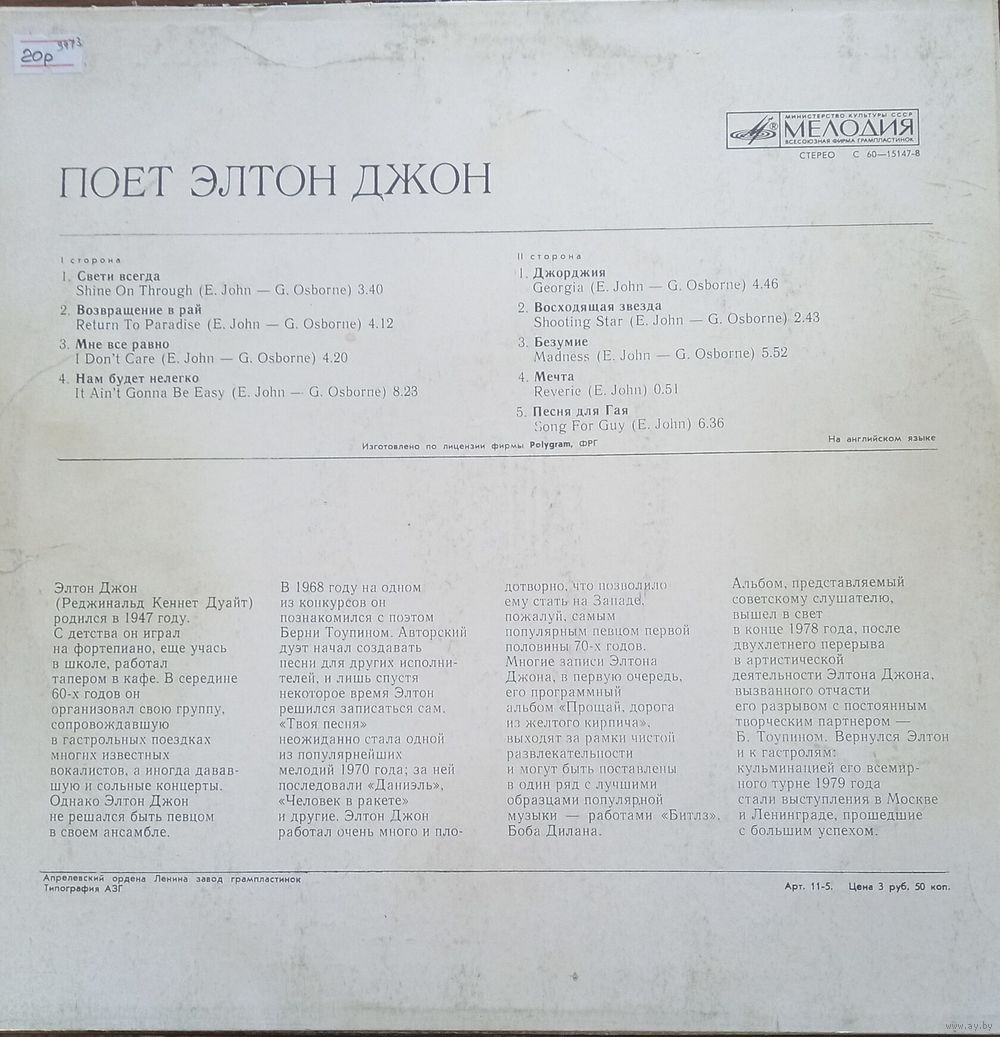 20р 3973
МИНИСТЕРСТВО КУЛЬТУРЫ СССР
МЕЛОДИЯ
ВСЕСОЮЗНАЯ ФИРМА ГРАМПЛАСТИНОК
СТЕРЕО С 60—15147-8
ПОЕТ ЭЛТОН ДЖОН
I сторона
1. Свети всегда
Shine On Through (E. John — G. Osborne) 3.40
2. Возвращение в рай
Return To Paradise (E. John — G. Osborne) 4.12
3. Мне все равно
I Don't Care (E. John — G. Osborne) 4.20
4. Нам будет нелегко
It Ain't Gonna Be Easy (E. John — G. Osborne) 8.23
II сторона
1. Джорджия
Georgia (E. John — G. Osborne) 4.46
2. Восходящая звезда
Shooting Star (E. John — G. Osborne) 2.43
3. Безумие
Madness (E. John — G. Osborne) 5.52
4. Мечта
Reverie (E. John) 0.51
5. Песня для Гая
Song For Guy (E. John) 6.36
Изготовлено по лицензии фирмы Polygram, ФРГ
На английском языке
Элтон Джон
(Реджинальд Кеннет Дуайт)
родился в 1947 году.
С детства он играл
на фортепиано, еще учась
в школе, работал
тапером в кафе. В середине
60-х годов он
организовал свою группу,
сопровождавшую
в гастрольных поездках
многих известных
вокалистов, а иногда давав-
шую и сольные концерты.
Однако Элтон Джон
не решался быть певцом
в своем ансамбле.
В 1968 году на одном
из конкурсов он
познакомился с поэтом
Берни Тоупином. Авторский
дуэт начал создавать
песни для других исполни-
телей, и лишь спустя
некоторое время Элтон
решился записаться сам.
«Твоя песня»
неожиданно стала одной
из популярнейших
мелодий 1970 года; за ней
последовали «Даниэль»,
«Человек в ракете»
и другие. Элтон Джон
работал очень много и пло-
дотворно, что позволило
ему стать на Западе,
пожалуй, самым
популярным певцом первой
половины 70-х годов.
Многие записи Элтона
Джона, в первую очередь,
его программный
альбом «Прощай, дорога
из желтого кирпича»,
выходят за рамки чистой
развлекательности
и могут быть поставлены
в один ряд с лучшими
образцами популярной
музыки — работами «Битлз»,
Боба Дилана.
Альбом, представляемый
советскому слушателю,
вышел в свет
в конце 1978 года, после
двухлетнего перерыва
в артистической
деятельности Элтона Джона,
вызванного отчасти
его разрывом с постоянным
творческим партнером —
Б. Тоупином. Вернулся Элтон
и к гастролям:
кульминацией его всемир-
ного турне 1979 года
стали выступления в Москве
и Ленинграде, прошедшие
с большим успехом.
Апрелевский ордена Ленина завод грампластинок
Типография АЗГ
Арт. 11-5. Цена 3 руб. 50 коп.
www.ay.by